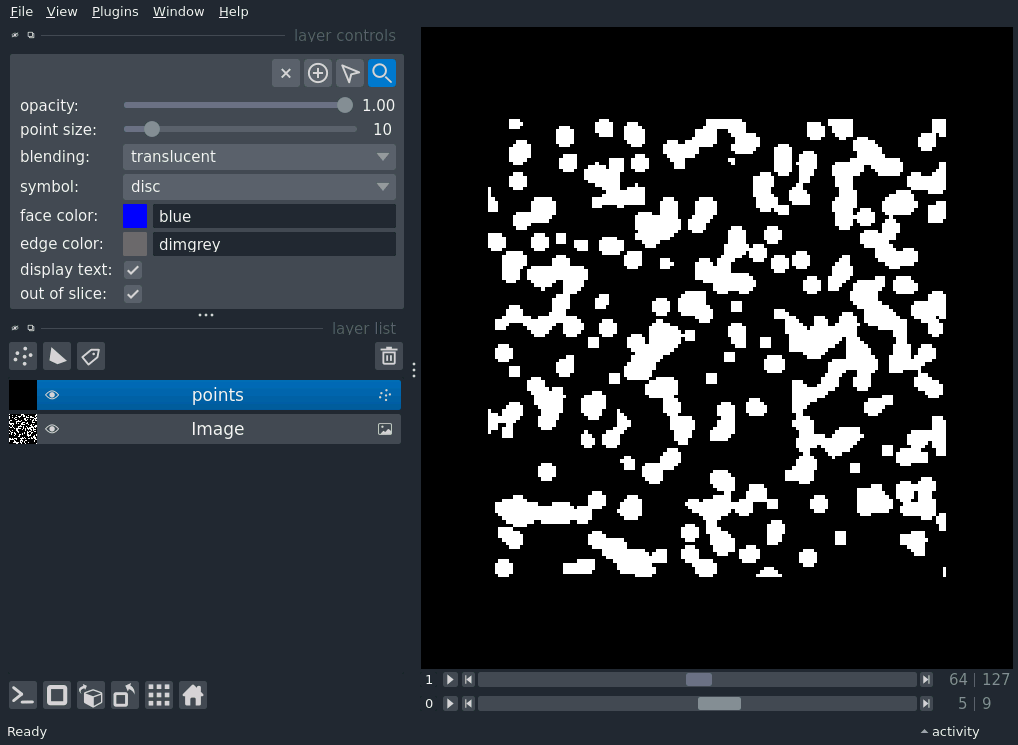 File View Plugins Window Help
layer controls
opacity: 1.00
point size: 10
blending: translucent
symbol: disc
face color: blue
edge color: dimgrey
display text:
out of slice:
layer list
points
Image
1 64 | 127
0 5 | 9
Ready activity